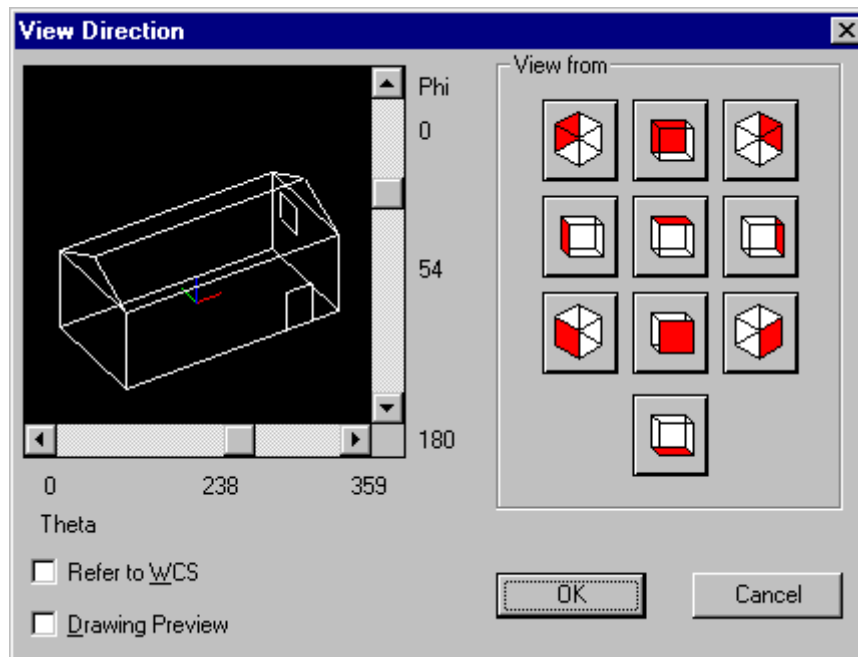 View Direction
View from
Phi
0
54
180
0 238 359
Theta
Refer to WCS
Drawing Preview
OK Cancel